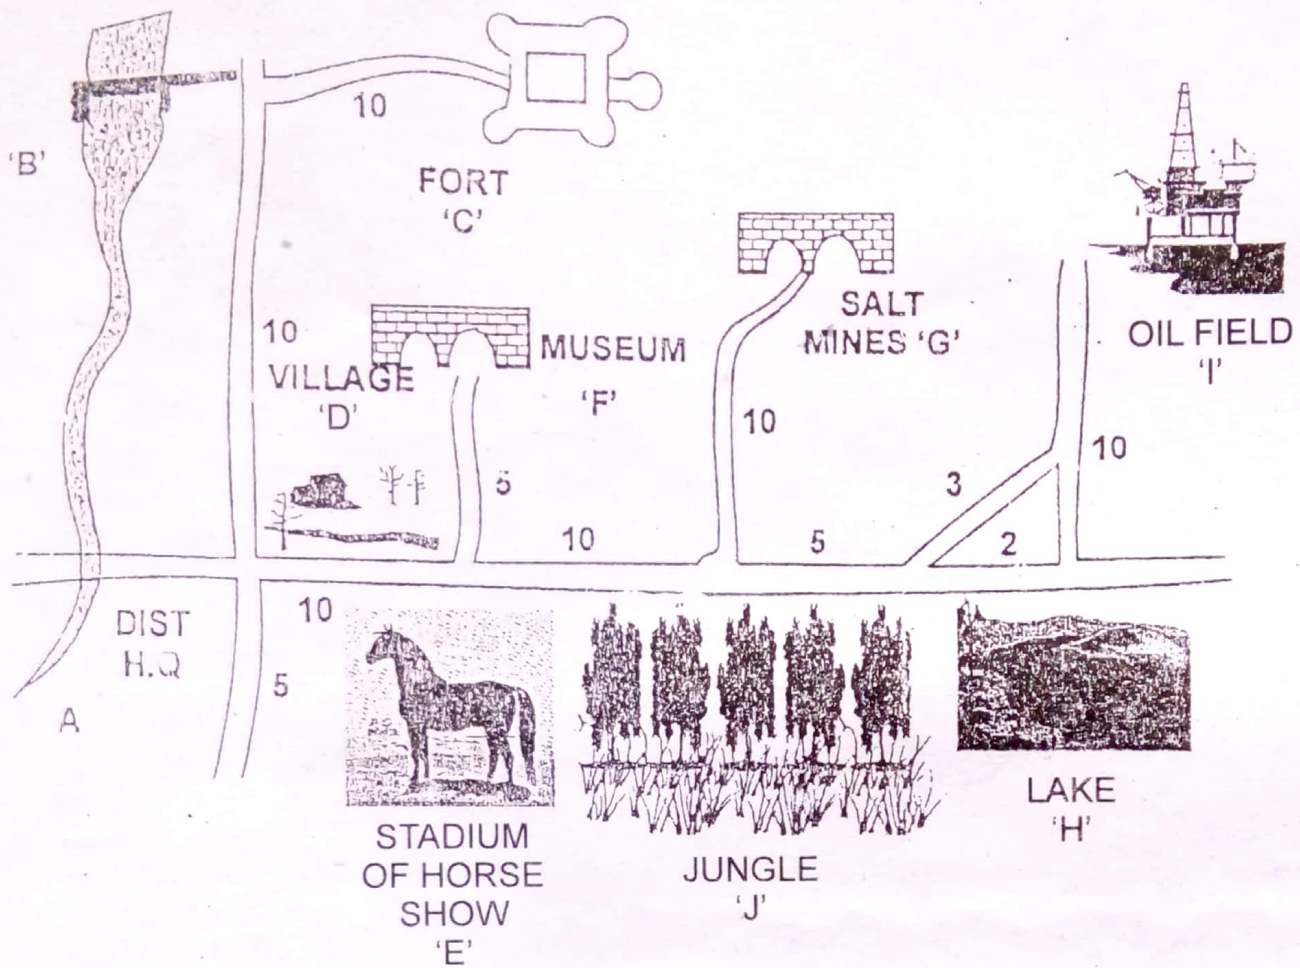 10
'B'
FORT
'C'
SALT
MINES 'G'
OIL FIELD
'I'
10
VILLAGE
'D'
MUSEUM
'F'
10
10
3
5
10
5
2
DIST
H.Q
10
5
A
STADIUM
OF HORSE
SHOW
'E'
JUNGLE
'J'
LAKE
'H'